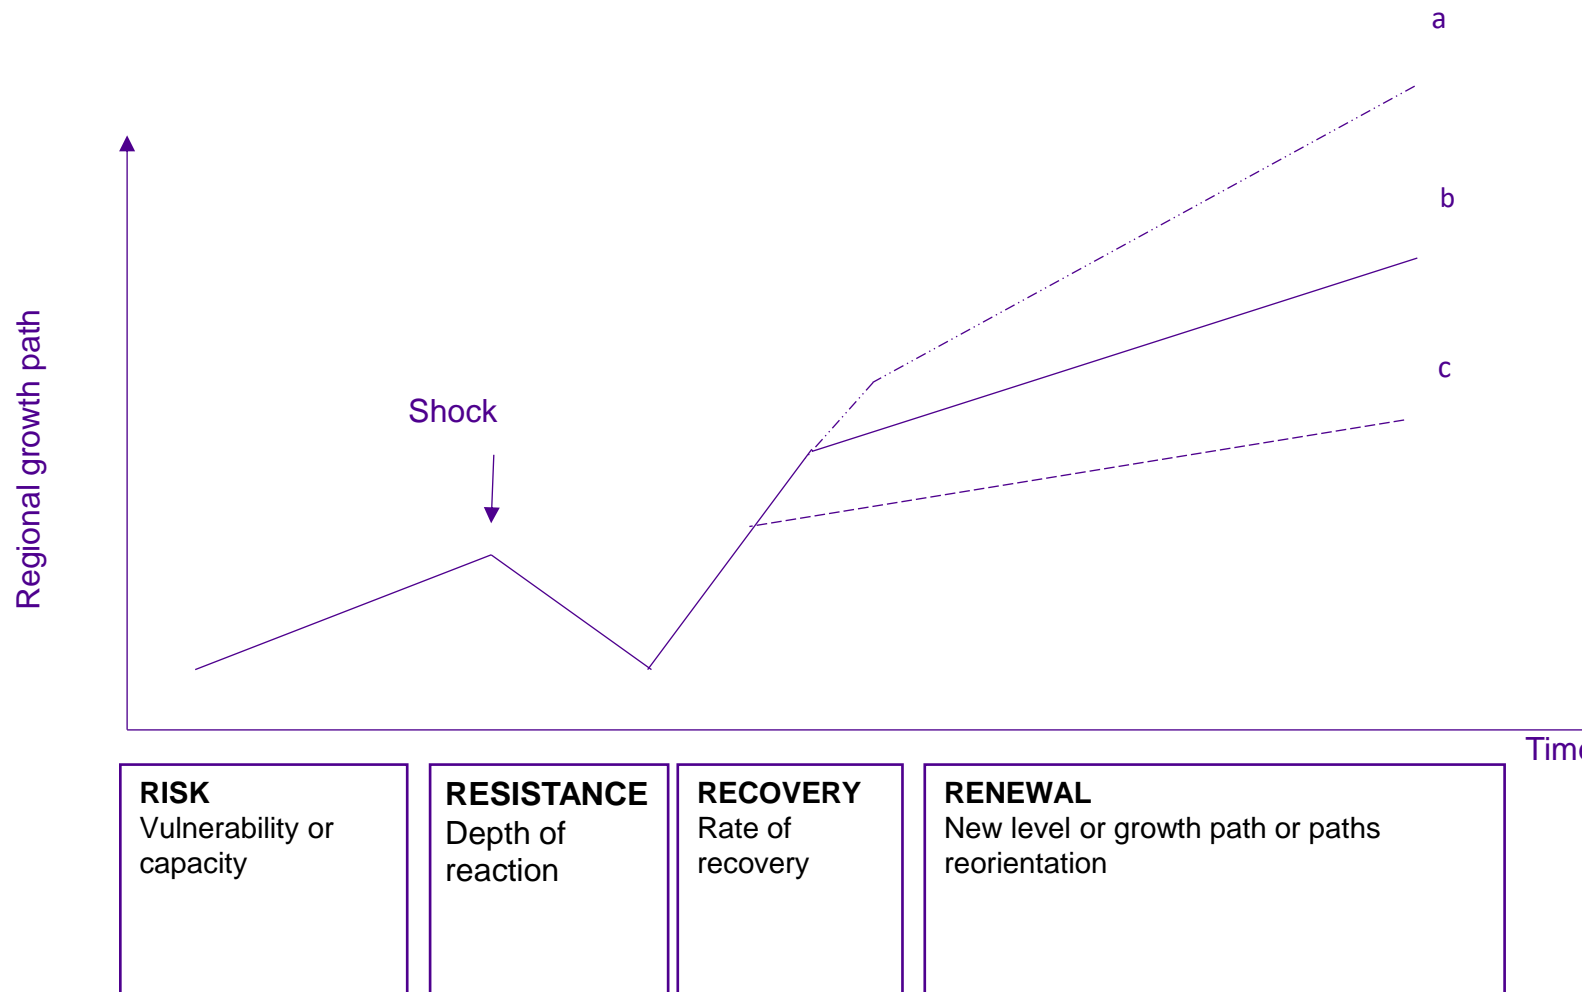 a
b
c
Shock
Regional growth path
RISK
Vulnerability or
capacity
RESISTANCE
Depth of
reaction
RECOVERY
Rate of
recovery
RENEWAL
New level or growth path or paths
reorientation